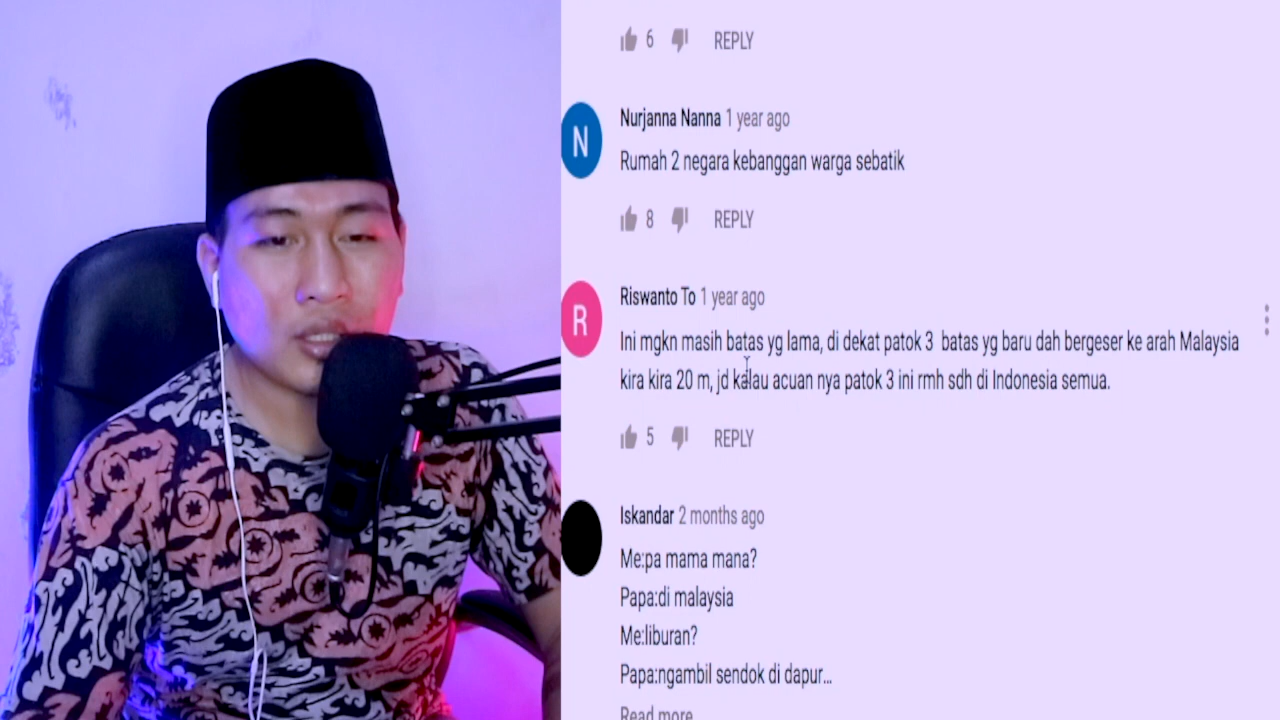 6 REPLY
N
Nurjanna Nanna 1 year ago
Rumah 2 negara kebanggan warga sebatik
8 REPLY
R
Riswanto To 1 year ago
Ini mgkn masih batas yg lama, di dekat patok 3 batas yg baru dah bergeser ke arah Malaysia
kira kira 20 m, jd kalau acuan nya patok 3 ini rmh sdh di Indonesia semua.
5 REPLY
Iskandar 2 months ago
Me:pa mama mana?
Papa:di malaysia
Me:liburan?
Papa:ngambil sendok di dapur...
Read more